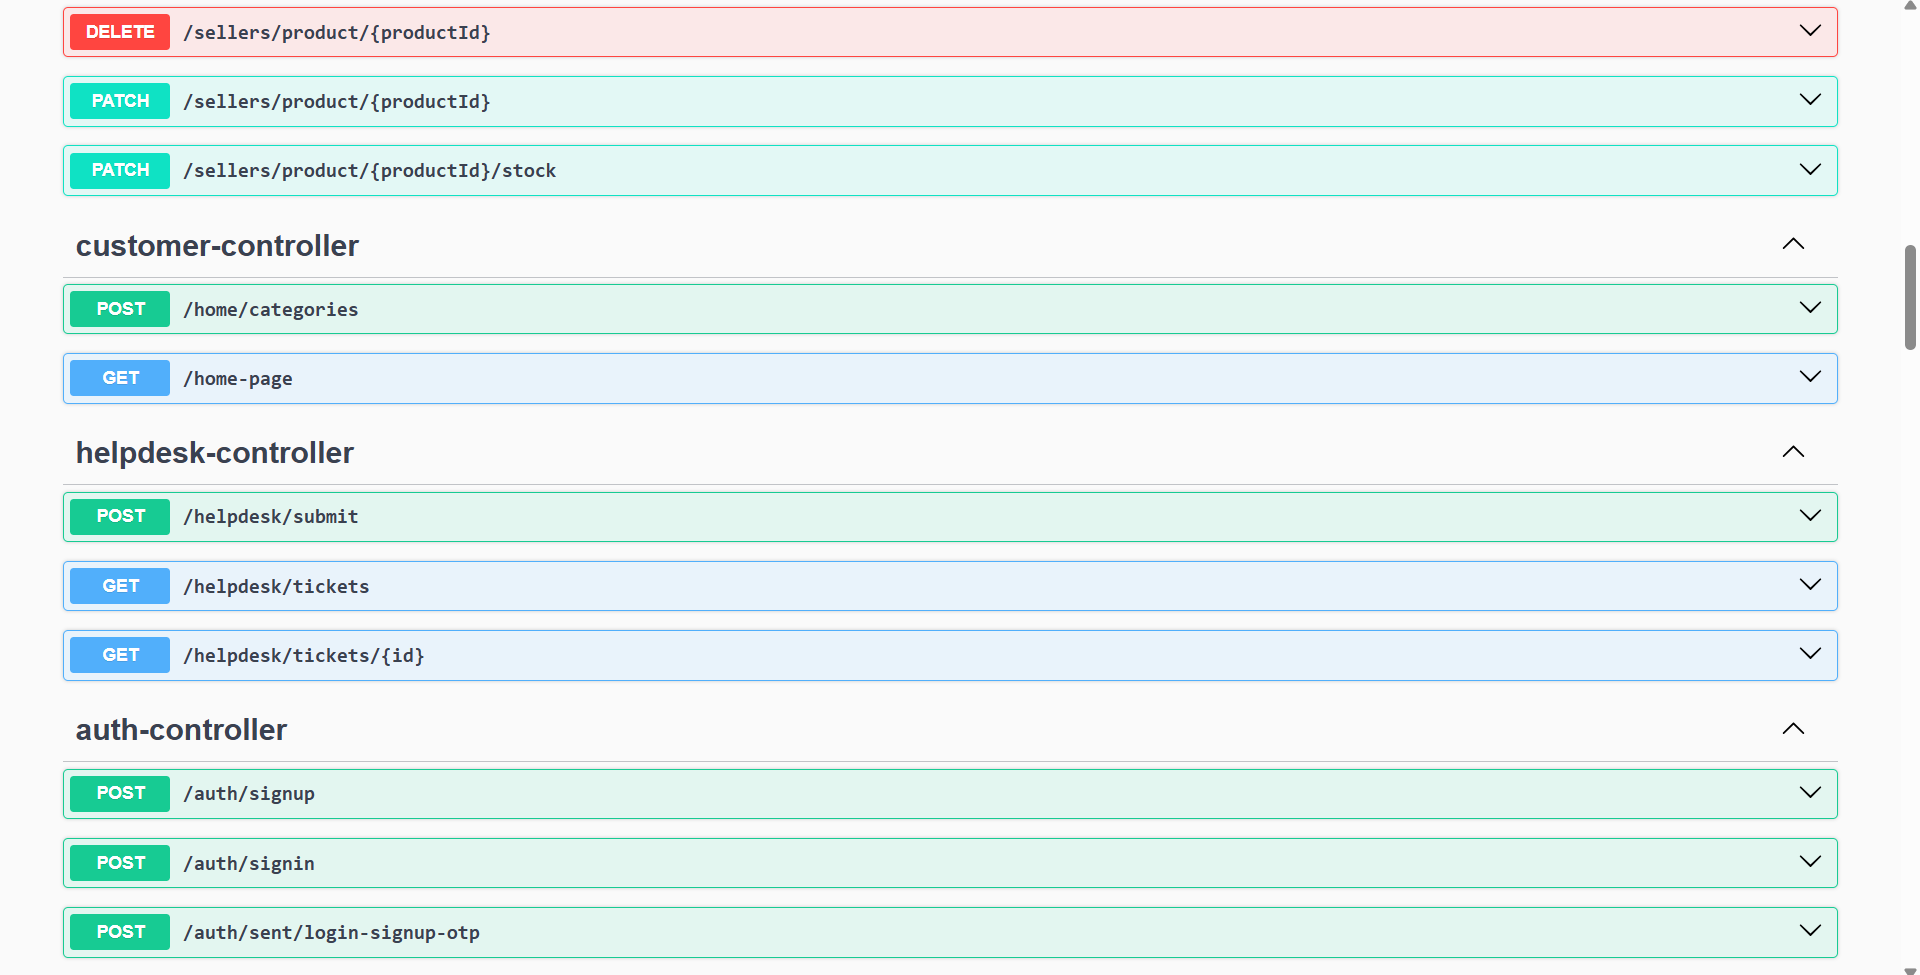 DELETE /sellers/product/{productId}
PATCH /sellers/product/{productId}
PATCH /sellers/product/{productId}/stock
customer-controller
POST /home/categories
GET /home-page
helpdesk-controller
POST /helpdesk/submit
GET /helpdesk/tickets
GET /helpdesk/tickets/{id}
auth-controller
POST /auth/signup
POST /auth/signin
POST /auth/sent/login-signup-otp